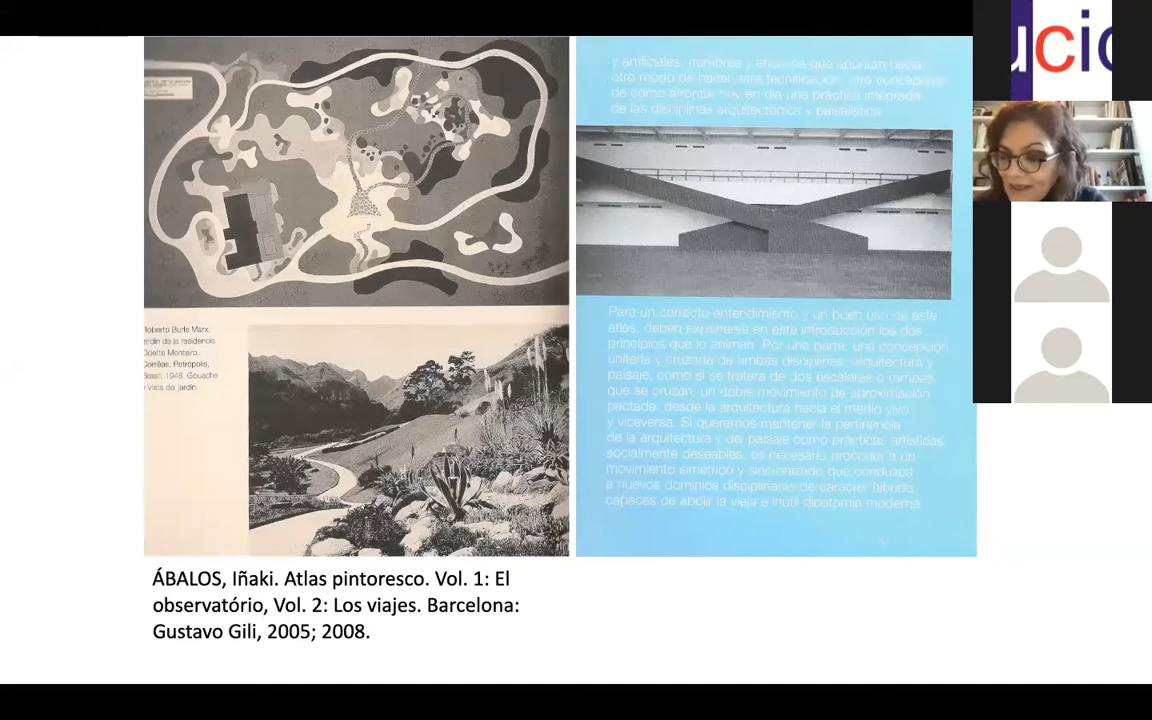 Roberto Burle Marx,
jardín de la residencia
Odette Monteiro,
Corrêas, Petrópolis,
Brasil, 1948. Gouache
y vista del jardín.
y artificiales, hombres y enseres que apuntan hacia
otro modo de hacer, otra tecnificación, otra concepción
de cómo afrontar hoy en día una práctica integrada
de las disciplinas arquitectónica y paisajística.
Para un correcto entendimiento y un buen uso de este
atlas, deben exponerse en esta introducción los dos
principios que lo animan. Por una parte, una concepción
unitaria y cruzada de ambas disciplinas, arquitectura y
paisaje, como si se tratara de dos escaleras o rampas
que se cruzan, un doble movimiento de aproximación
pactada, desde la arquitectura hacia el medio vivo
y viceversa. Si queremos mantener la pertinencia
de la arquitectura y del paisaje como prácticas artísticas
socialmente deseables, es necesario proceder a un
movimiento simétrico y sincronizado que conduzca
a nuevos dominios disciplinares de carácter híbrido,
capaces de abolir la vieja e inútil dicotomía moderna
ÁBALOS, Iñaki. Atlas pintoresco. Vol. 1: El
observatório, Vol. 2: Los viajes. Barcelona:
Gustavo Gili, 2005; 2008.
ucic